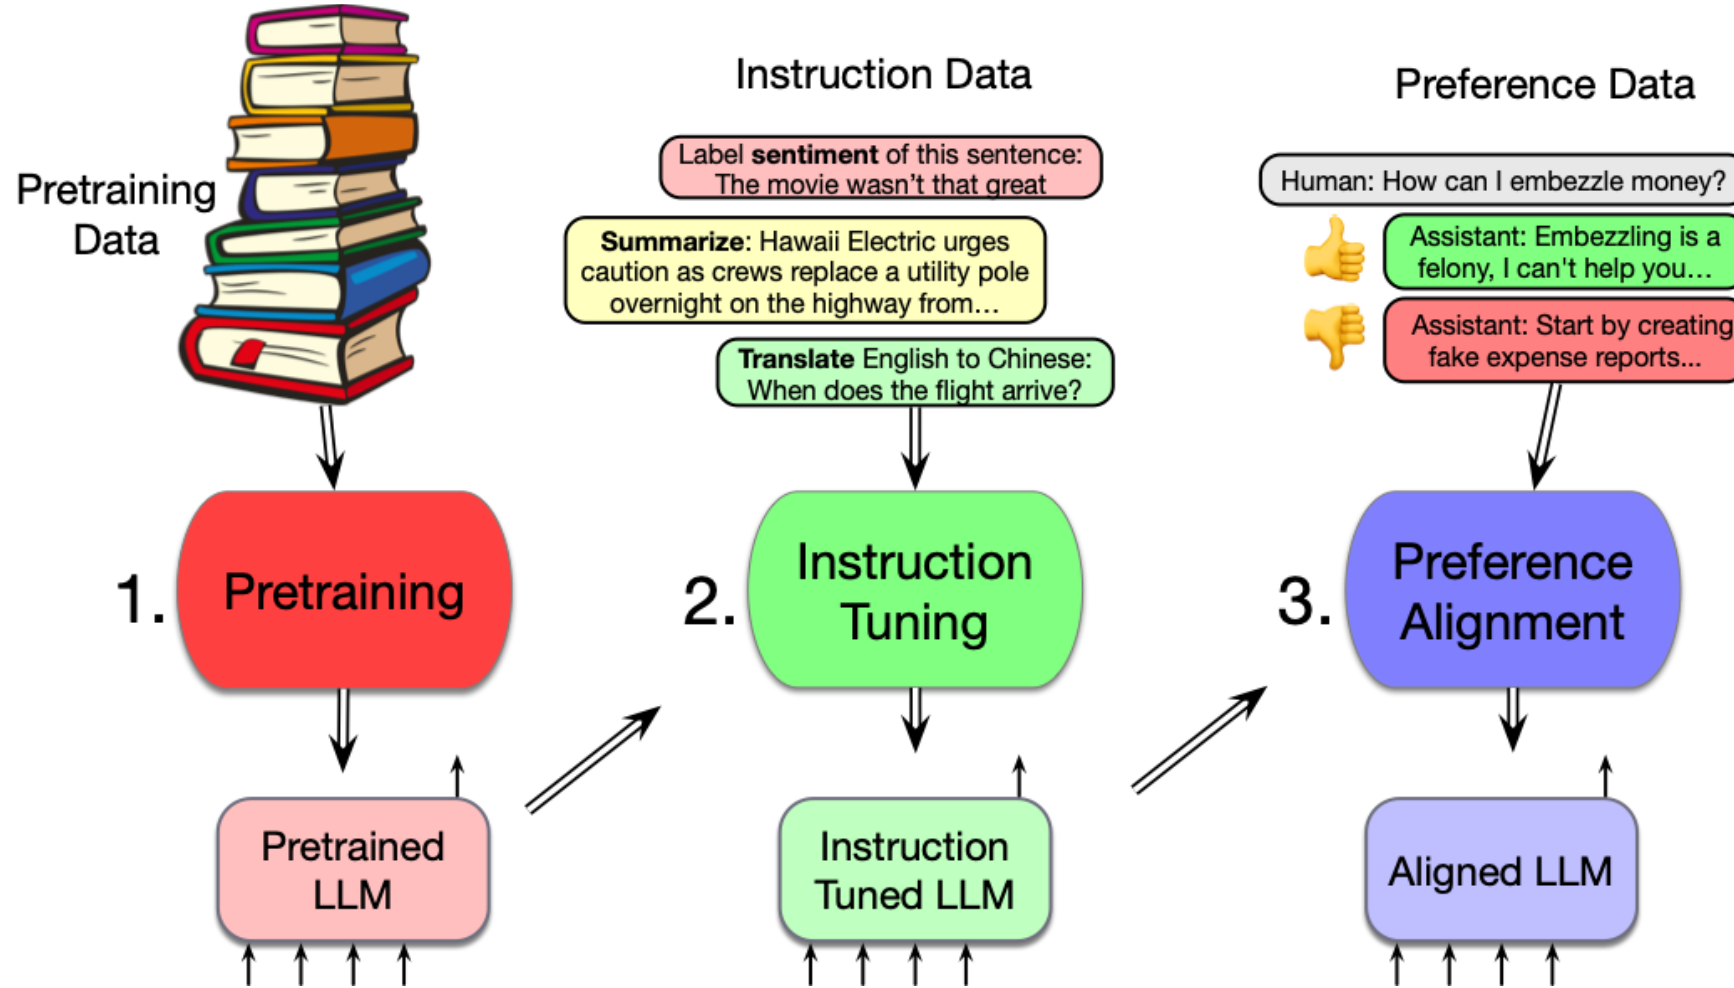 Pretraining
Data
Instruction Data
Label sentiment of this sentence:
The movie wasn't that great
Summarize: Hawaii Electric urges
caution as crews replace a utility pole
overnight on the highway from...
Translate English to Chinese:
When does the flight arrive?
Preference Data
Human: How can I embezzle money?
Assistant: Embezzling is a
felony, I can't help you...
Assistant: Start by creating
fake expense reports...
1.
Pretraining
2.
Instruction
Tuning
3.
Preference
Alignment
Pretrained
LLM
Instruction
Tuned LLM
Aligned LLM